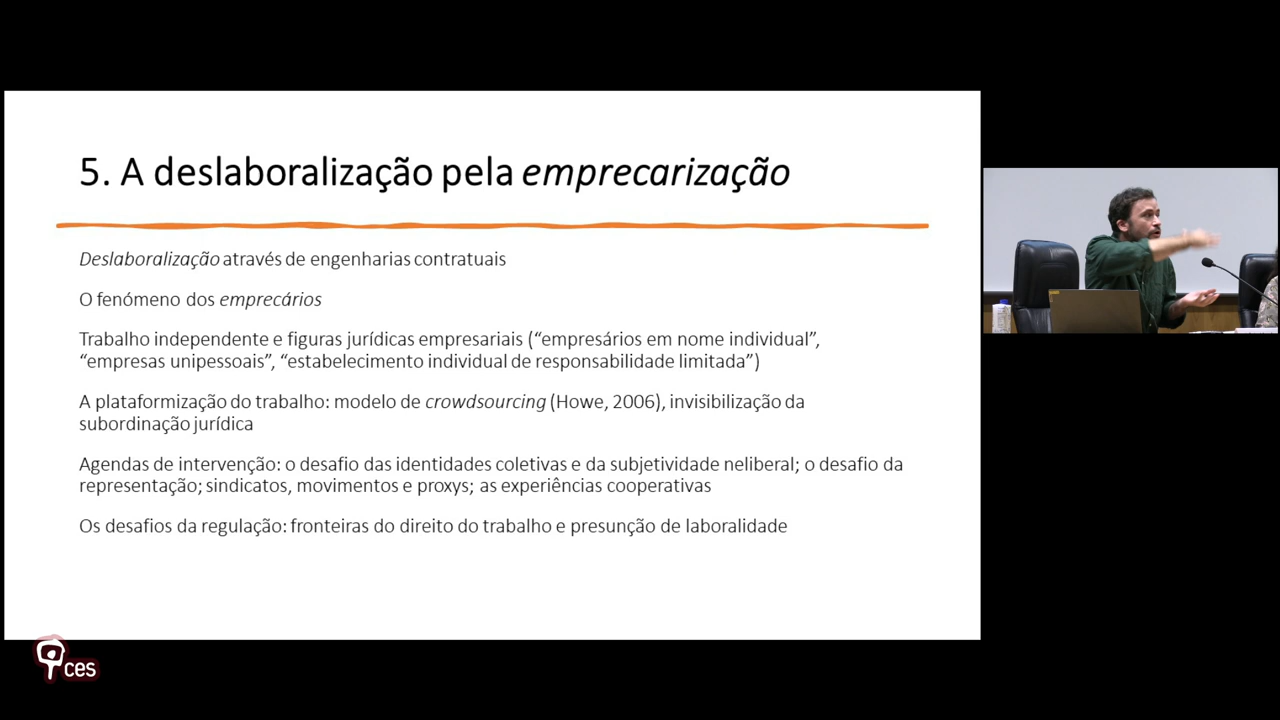 5. A deslaboralização pela emprecarização
Deslaboralização através de engenharias contratuais
O fenómeno dos emprecários
Trabalho independente e figuras jurídicas empresariais (“empresários em nome individual”,
“empresas unipessoais”, “estabelecimento individual de responsabilidade limitada”)
A plataformização do trabalho: modelo de crowdsourcing (Howe, 2006), invisibilização da
subordinação jurídica
Agendas de intervenção: o desafio das identidades coletivas e da subjetividade neliberal; o desafio da
representação; sindicatos, movimentos e proxys; as experiências cooperativas
Os desafios da regulação: fronteiras do direito do trabalho e presunção de laboralidade
ces